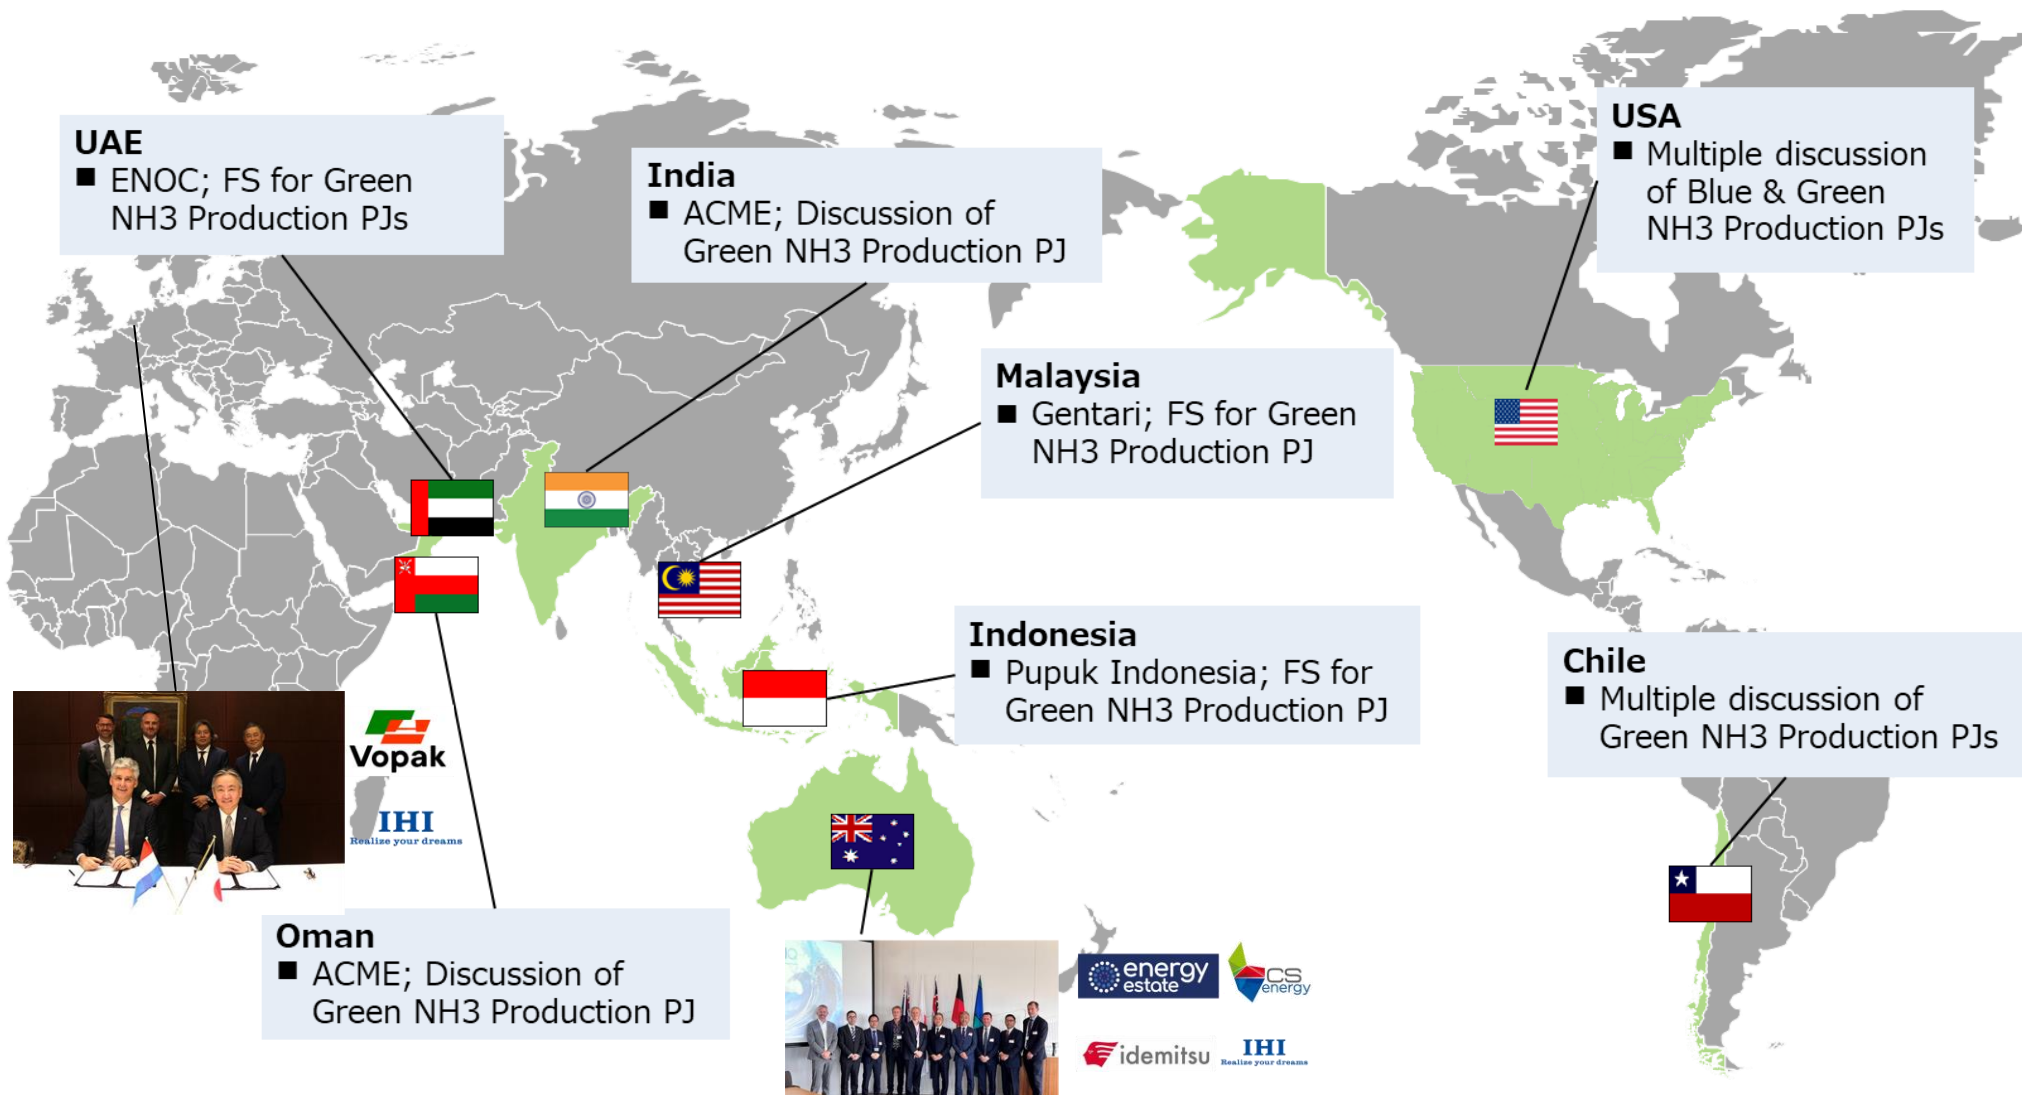 UAE
■ ENOC; FS for Green
NH3 Production PJs
India
■ ACME; Discussion of
Green NH3 Production PJ
USA
■ Multiple discussion
of Blue & Green
NH3 Production PJs
Malaysia
■ Gentari; FS for Green
NH3 Production PJ
Indonesia
■ Pupuk Indonesia; FS for
Green NH3 Production PJ
Chile
■ Multiple discussion of
Green NH3 Production PJs
Vopak
IHI
Realize your dreams
Oman
■ ACME; Discussion of
Green NH3 Production PJ
energy
estate
CS
energy
idemitsu
IHI
Realize your dreams